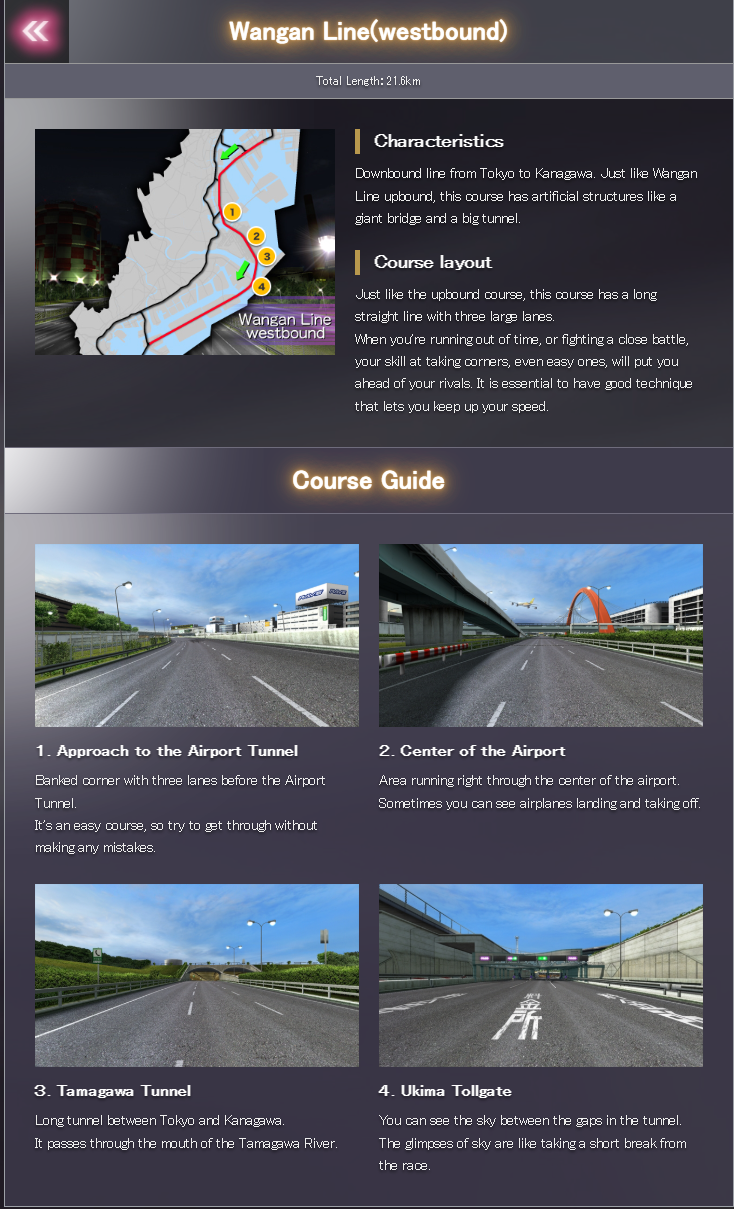 Wangan Line(westbound)
Total Length: 21.6km
1
2
3
4
Wangan Line
westbound
Characteristics
Downbound line from Tokyo to Kanagawa. Just like Wangan
Line upbound, this course has artificial structures like a
giant bridge and a big tunnel.
Course layout
Just like the upbound course, this course has a long
straight line with three large lanes.
When you're running out of time, or fighting a close battle,
your skill at taking corners, even easy ones, will put you
ahead of your rivals. It is essential to have good technique
that lets you keep up your speed.
Course Guide
1. Approach to the Airport Tunnel
Banked corner with three lanes before the Airport
Tunnel.
It's an easy course, so try to get through without
making any mistakes.
2. Center of the Airport
Area running right through the center of the airport.
Sometimes you can see airplanes landing and taking off.
料金所
3. Tamagawa Tunnel
Long tunnel between Tokyo and Kanagawa.
It passes through the mouth of the Tamagawa River.
4. Ukima Tollgate
You can see the sky between the gaps in the tunnel.
The glimpses of sky are like taking a short break from
the race.